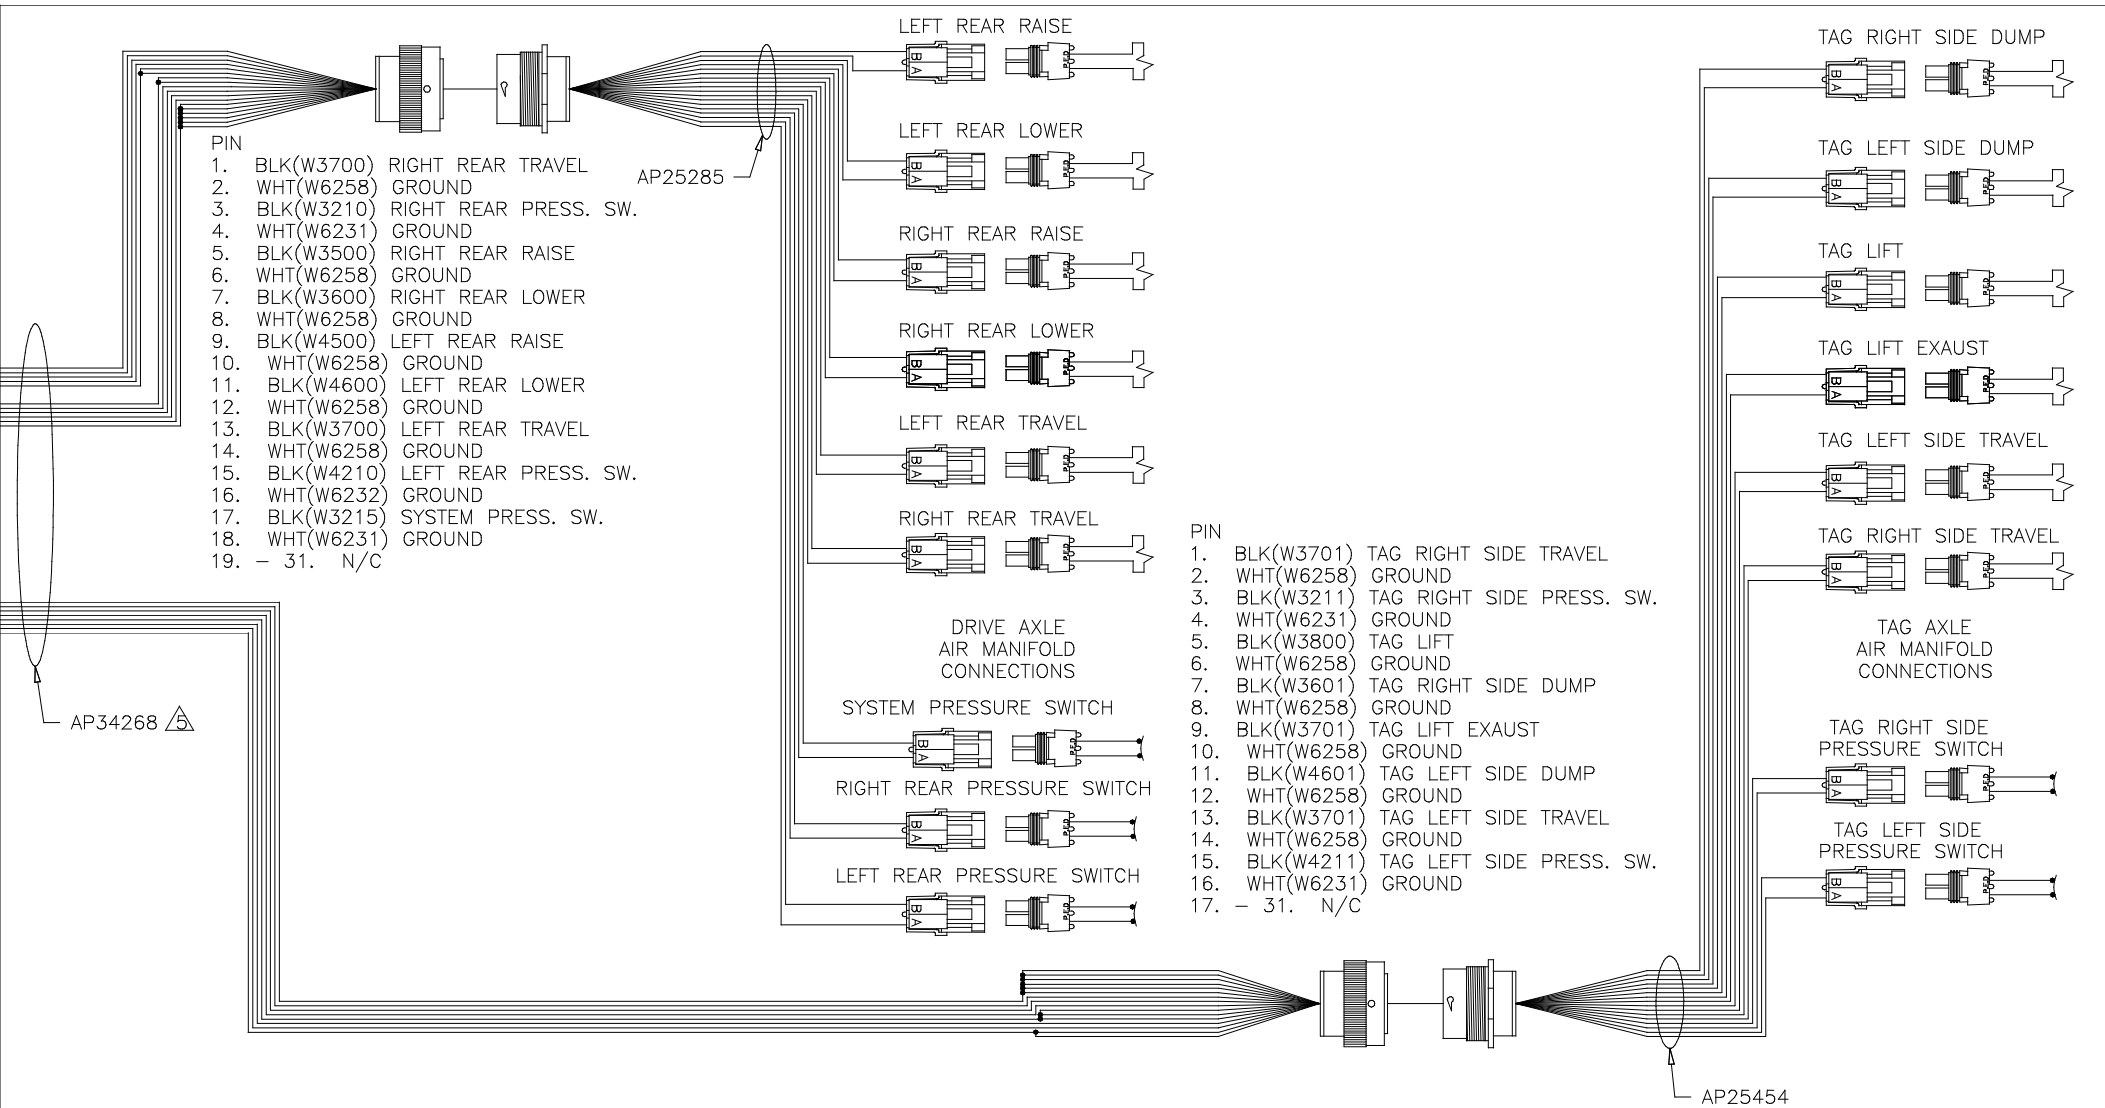 LEFT REAR RAISE
B A
P.E.D
LEFT REAR LOWER
B A
P.E.D
RIGHT REAR RAISE
B A
P.E.D
RIGHT REAR LOWER
B A
P.E.D
LEFT REAR TRAVEL
B A
P.E.D
RIGHT REAR TRAVEL
B A
P.E.D
DRIVE AXLE
AIR MANIFOLD
CONNECTIONS
SYSTEM PRESSURE SWITCH
B A
P.E.D
RIGHT REAR PRESSURE SWITCH
B A
P.E.D
LEFT REAR PRESSURE SWITCH
B A
P.E.D
AP25285
PIN
1. BLK(W3700) RIGHT REAR TRAVEL
2. WHT(W6258) GROUND
3. BLK(W3210) RIGHT REAR PRESS. SW.
4. WHT(W6231) GROUND
5. BLK(W3500) RIGHT REAR RAISE
6. WHT(W6258) GROUND
7. BLK(W3600) RIGHT REAR LOWER
8. WHT(W6258) GROUND
9. BLK(W4500) LEFT REAR RAISE
10. WHT(W6258) GROUND
11. BLK(W4600) LEFT REAR LOWER
12. WHT(W6258) GROUND
13. BLK(W3700) LEFT REAR TRAVEL
14. WHT(W6258) GROUND
15. BLK(W4210) LEFT REAR PRESS. SW.
16. WHT(W6232) GROUND
17. BLK(W3215) SYSTEM PRESS. SW.
18. WHT(W6231) GROUND
19. – 31. N/C
AP34268 5
PIN
1. BLK(W3701) TAG RIGHT SIDE TRAVEL
2. WHT(W6258) GROUND
3. BLK(W3211) TAG RIGHT SIDE PRESS. SW.
4. WHT(W6231) GROUND
5. BLK(W3800) TAG LIFT
6. WHT(W6258) GROUND
7. BLK(W3601) TAG RIGHT SIDE DUMP
8. WHT(W6258) GROUND
9. BLK(W3701) TAG LIFT EXAUST
10. WHT(W6258) GROUND
11. BLK(W4601) TAG LEFT SIDE DUMP
12. WHT(W6258) GROUND
13. BLK(W3701) TAG LEFT SIDE TRAVEL
14. WHT(W6258) GROUND
15. BLK(W4211) TAG LEFT SIDE PRESS. SW.
16. WHT(W6231) GROUND
17. – 31. N/C
TAG RIGHT SIDE DUMP
B A
P.E.D
TAG LEFT SIDE DUMP
B A
P.E.D
TAG LIFT
B A
P.E.D
TAG LIFT EXAUST
B A
P.E.D
TAG LEFT SIDE TRAVEL
B A
P.E.D
TAG RIGHT SIDE TRAVEL
B A
P.E.D
TAG AXLE
AIR MANIFOLD
CONNECTIONS
TAG RIGHT SIDE
PRESSURE SWITCH
B A
P.E.D
TAG LEFT SIDE
PRESSURE SWITCH
B A
P.E.D
AP25454